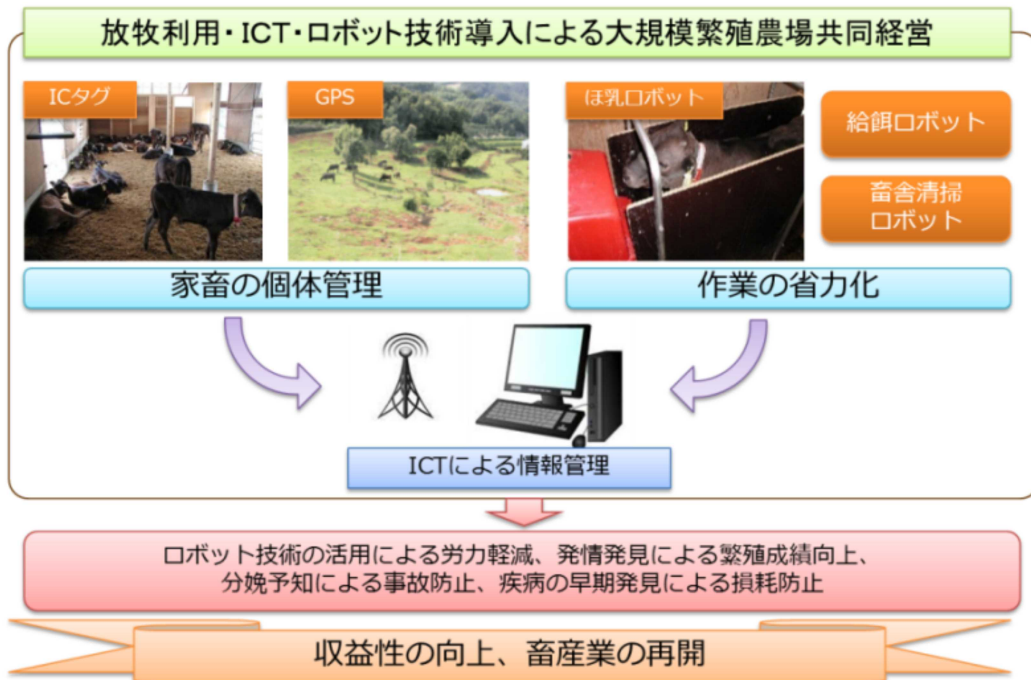 放牧利用・ICT・ロボット技術導入による大規模繁殖農場共同経営
ICタグ
GPS
ほ乳ロボット
給餌ロボット
畜舎清掃
ロボット
家畜の個体管理
作業の省力化
ICTによる情報管理
ロボット技術の活用による労力軽減、発情発見による繁殖成績向上、
分娩予知による事故防止、疾病の早期発見による損耗防止
収益性の向上、畜産業の再開